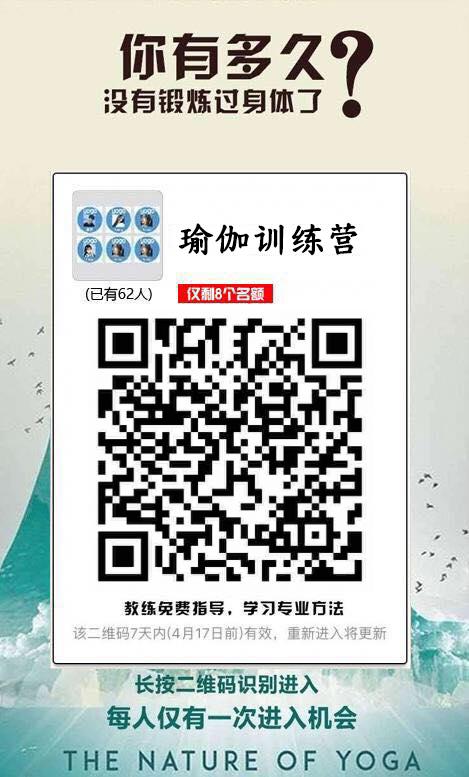 你有多久?
没有锻炼过身体了
瑜伽训练营
(已有62人)
仅剩8个名额
教练免费指导，学习专业方法
该二维码7天内(4月17日前)有效，重新进入将更新
长按二维码识别进入
每人仅有一次进入机会
THE NATURE OF YOGA